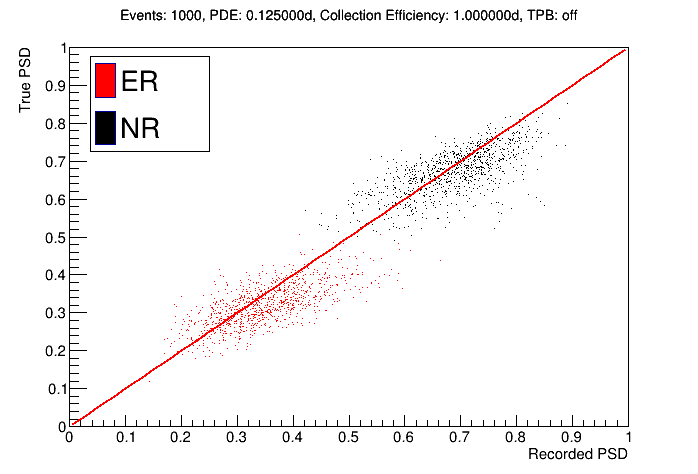 Events: 1000, PDE: 0.125000d, Collection Efficiency: 1.000000d, TPB: off
True PSD
1
0.9
0.8
0.7
0.6
0.5
0.4
0.3
0.2
0.1
0
ER
NR
0 0.1 0.2 0.3 0.4 0.5 0.6 0.7 0.8 0.9 1
Recorded PSD